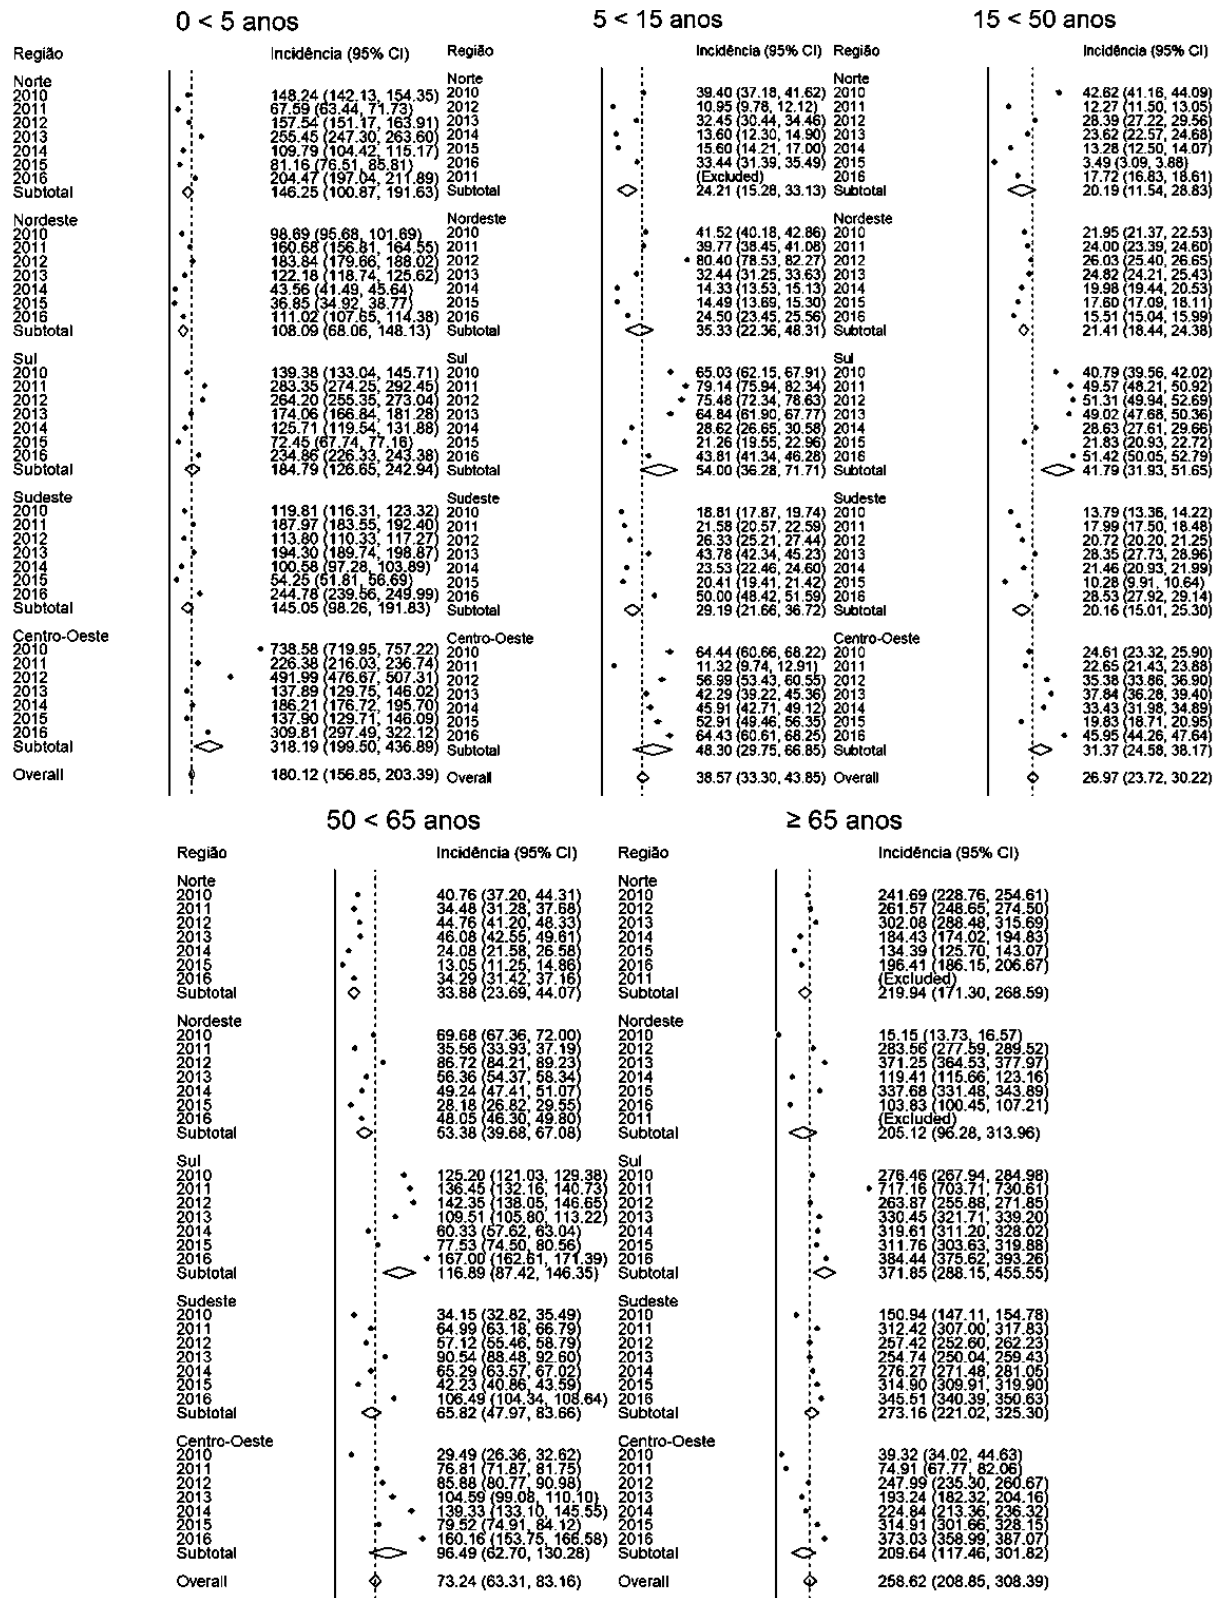 0 < 5 anos
Região Incidência (95% CI)
Norte
2010 148.24 (142.13, 154.35)
2011 67.59 (63.44, 71.73)
2012 157.54 (151.17, 163.91)
2013 255.45 (247.30, 263.60)
2014 109.79 (104.42, 115.17)
2015 81.16 (76.51, 85.81)
2016 204.47 (197.04, 211.89)
Subtotal 146.25 (100.87, 191.63)
Nordeste
2010 98.69 (95.68, 101.69)
2011 160.68 (156.81, 164.55)
2012 183.84 (179.66, 188.02)
2013 122.18 (118.74, 125.62)
2014 43.56 (41.49, 45.64)
2015 36.85 (34.92, 38.77)
2016 111.02 (107.65, 114.38)
Subtotal 108.09 (68.06, 148.13)
Sul
2010 139.38 (133.04, 145.71)
2011 283.35 (274.25, 292.45)
2012 264.20 (255.35, 273.04)
2013 174.06 (166.84, 181.28)
2014 125.71 (119.54, 131.88)
2015 72.45 (67.74, 77.16)
2016 234.86 (226.33, 243.38)
Subtotal 184.79 (126.65, 242.94)
Sudeste
2010 119.81 (116.31, 123.32)
2011 187.97 (183.55, 192.40)
2012 113.80 (110.33, 117.27)
2013 194.30 (189.74, 198.87)
2014 100.58 (97.28, 103.89)
2015 54.25 (51.81, 56.69)
2016 244.78 (239.56, 249.99)
Subtotal 145.05 (98.26, 191.83)
Centro-Oeste
2010 738.58 (719.95, 757.22)
2011 226.38 (216.03, 236.74)
2012 491.99 (476.67, 507.31)
2013 137.89 (129.75, 146.02)
2014 186.21 (176.72, 195.70)
2015 137.90 (129.71, 146.09)
2016 309.81 (297.49, 322.12)
Subtotal 318.19 (199.50, 436.89)
Overall 180.12 (156.85, 203.39)
5 < 15 anos
Região Incidência (95% CI)
Norte
2010 39.40 (37.18, 41.62)
2012 10.95 (9.78, 12.12)
2013 32.45 (30.44, 34.46)
2014 13.60 (12.30, 14.90)
2015 15.60 (14.21, 17.00)
2016 33.44 (31.39, 35.49)
2011 (Excluded)
Subtotal 24.21 (15.28, 33.13)
Nordeste
2010 41.52 (40.18, 42.86)
2011 39.77 (38.45, 41.08)
2012 80.40 (78.53, 82.27)
2013 32.44 (31.25, 33.63)
2014 14.33 (13.53, 15.13)
2015 14.49 (13.69, 15.30)
2016 24.50 (23.45, 25.56)
Subtotal 35.33 (22.36, 48.31)
Sul
2010 65.03 (62.15, 67.91)
2011 79.14 (75.94, 82.34)
2012 75.48 (72.34, 78.63)
2013 64.84 (61.90, 67.77)
2014 28.62 (26.65, 30.58)
2015 21.26 (19.55, 22.96)
2016 43.81 (41.34, 46.28)
Subtotal 54.00 (36.28, 71.71)
Sudeste
2010 18.81 (17.87, 19.74)
2011 21.58 (20.57, 22.59)
2012 26.33 (25.21, 27.44)
2013 43.78 (42.34, 45.23)
2014 23.53 (22.46, 24.60)
2015 20.41 (19.41, 21.42)
2016 50.00 (48.42, 51.59)
Subtotal 29.19 (21.66, 36.72)
Centro-Oeste
2010 64.44 (60.66, 68.22)
2011 11.32 (9.74, 12.91)
2012 56.99 (53.43, 60.55)
2013 42.29 (39.22, 45.36)
2014 45.91 (42.71, 49.12)
2015 52.91 (49.46, 56.35)
2016 64.43 (60.61, 68.25)
Subtotal 48.30 (29.75, 66.85)
Overall 38.57 (33.30, 43.85)
15 < 50 anos
Região Incidência (95% CI)
Norte
2010 42.62 (41.16, 44.09)
2011 12.27 (11.50, 13.05)
2012 28.39 (27.22, 29.56)
2013 23.62 (22.57, 24.68)
2014 13.28 (12.50, 14.07)
2015 3.49 (3.09, 3.88)
2016 17.72 (16.83, 18.61)
Subtotal 20.19 (11.54, 28.83)
Nordeste
2010 21.95 (21.37, 22.53)
2011 24.00 (23.39, 24.60)
2012 26.03 (25.40, 26.65)
2013 24.82 (24.21, 25.43)
2014 19.98 (19.44, 20.53)
2015 17.60 (17.09, 18.11)
2016 15.51 (15.04, 15.99)
Subtotal 21.41 (18.44, 24.38)
Sul
2010 40.79 (39.56, 42.02)
2011 49.57 (48.21, 50.92)
2012 51.31 (49.94, 52.69)
2013 49.02 (47.68, 50.36)
2014 28.63 (27.61, 29.66)
2015 21.83 (20.93, 22.72)
2016 51.42 (50.05, 52.79)
Subtotal 41.79 (31.93, 51.65)
Sudeste
2010 13.79 (13.36, 14.22)
2011 17.99 (17.50, 18.48)
2012 20.72 (20.20, 21.25)
2013 28.35 (27.73, 28.96)
2014 21.46 (20.93, 21.99)
2015 10.28 (9.91, 10.64)
2016 28.53 (27.92, 29.14)
Subtotal 20.16 (15.01, 25.30)
Centro-Oeste
2010 24.61 (23.32, 25.90)
2011 22.65 (21.43, 23.88)
2012 35.38 (33.86, 36.90)
2013 37.84 (36.28, 39.40)
2014 33.43 (31.98, 34.89)
2015 19.83 (18.71, 20.95)
2016 45.95 (44.26, 47.64)
Subtotal 31.37 (24.58, 38.17)
Overall 26.97 (23.72, 30.22)
50 < 65 anos
Região Incidência (95% CI)
Norte
2010 40.76 (37.20, 44.31)
2011 34.48 (31.28, 37.68)
2012 44.76 (41.20, 48.33)
2013 46.08 (42.55, 49.61)
2014 24.08 (21.58, 26.58)
2015 13.05 (11.25, 14.86)
2016 34.29 (31.42, 37.16)
Subtotal 33.88 (23.69, 44.07)
Nordeste
2010 69.68 (67.36, 72.00)
2011 35.56 (33.93, 37.19)
2012 86.72 (84.21, 89.23)
2013 56.36 (54.37, 58.34)
2014 49.24 (47.41, 51.07)
2015 28.18 (26.82, 29.55)
2016 48.05 (46.30, 49.80)
Subtotal 53.38 (39.68, 67.08)
Sul
2010 125.20 (121.03, 129.38)
2011 136.45 (132.16, 140.73)
2012 142.35 (138.05, 146.65)
2013 109.51 (105.80, 113.22)
2014 60.33 (57.62, 63.04)
2015 77.53 (74.50, 80.56)
2016 167.00 (162.61, 171.39)
Subtotal 116.89 (87.42, 146.35)
Sudeste
2010 34.15 (32.82, 35.49)
2011 64.99 (63.18, 66.79)
2012 57.12 (55.46, 58.79)
2013 90.54 (88.48, 92.60)
2014 65.29 (63.57, 67.02)
2015 42.23 (40.86, 43.59)
2016 106.49 (104.34, 108.64)
Subtotal 65.82 (47.97, 83.66)
Centro-Oeste
2010 29.49 (26.36, 32.62)
2011 76.81 (71.87, 81.75)
2012 85.88 (80.77, 90.98)
2013 104.59 (99.08, 110.10)
2014 139.33 (133.10, 145.55)
2015 79.52 (74.91, 84.12)
2016 160.16 (153.75, 166.58)
Subtotal 96.49 (62.70, 130.28)
Overall 73.24 (63.31, 83.16)
≥ 65 anos
Região Incidência (95% CI)
Norte
2010 241.69 (228.76, 254.61)
2012 261.57 (248.65, 274.50)
2013 302.08 (288.48, 315.69)
2014 184.43 (174.02, 194.83)
2015 134.39 (125.70, 143.07)
2016 196.41 (186.15, 206.67)
2011 (Excluded)
Subtotal 219.94 (171.30, 268.59)
Nordeste
2010 15.15 (13.73, 16.57)
2012 283.56 (277.59, 289.52)
2013 371.25 (364.53, 377.97)
2014 119.41 (115.66, 123.16)
2015 337.68 (331.48, 343.89)
2016 103.83 (100.45, 107.21)
2011 (Excluded)
Subtotal 205.12 (96.28, 313.96)
Sul
2010 276.46 (267.94, 284.98)
2011 717.16 (703.71, 730.61)
2012 263.87 (255.88, 271.85)
2013 330.45 (321.71, 339.20)
2014 319.61 (311.20, 328.02)
2015 311.76 (303.63, 319.88)
2016 384.44 (375.62, 393.26)
Subtotal 371.85 (288.15, 455.55)
Sudeste
2010 150.94 (147.11, 154.78)
2011 312.42 (307.00, 317.83)
2012 257.42 (252.60, 262.23)
2013 254.74 (250.04, 259.43)
2014 276.27 (271.48, 281.05)
2015 314.90 (309.91, 319.90)
2016 345.51 (340.39, 350.63)
Subtotal 273.16 (221.02, 325.30)
Centro-Oeste
2010 39.32 (34.02, 44.63)
2011 74.91 (67.77, 82.06)
2012 247.99 (235.30, 260.67)
2013 193.24 (182.32, 204.16)
2014 224.84 (213.36, 236.32)
2015 314.91 (301.66, 328.15)
2016 373.03 (358.99, 387.07)
Subtotal 209.64 (117.46, 301.82)
Overall 258.62 (208.85, 308.39)